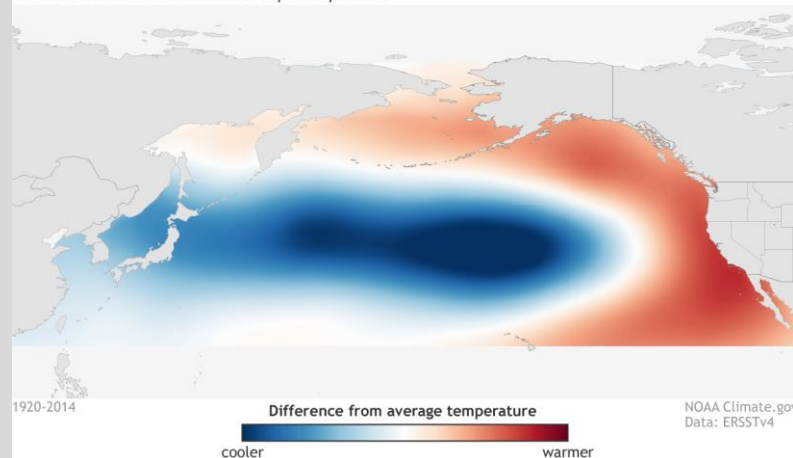 1920-2014
Difference from average temperature
NOAA Climate.gov
Data: ERSSTv4
cooler
warmer